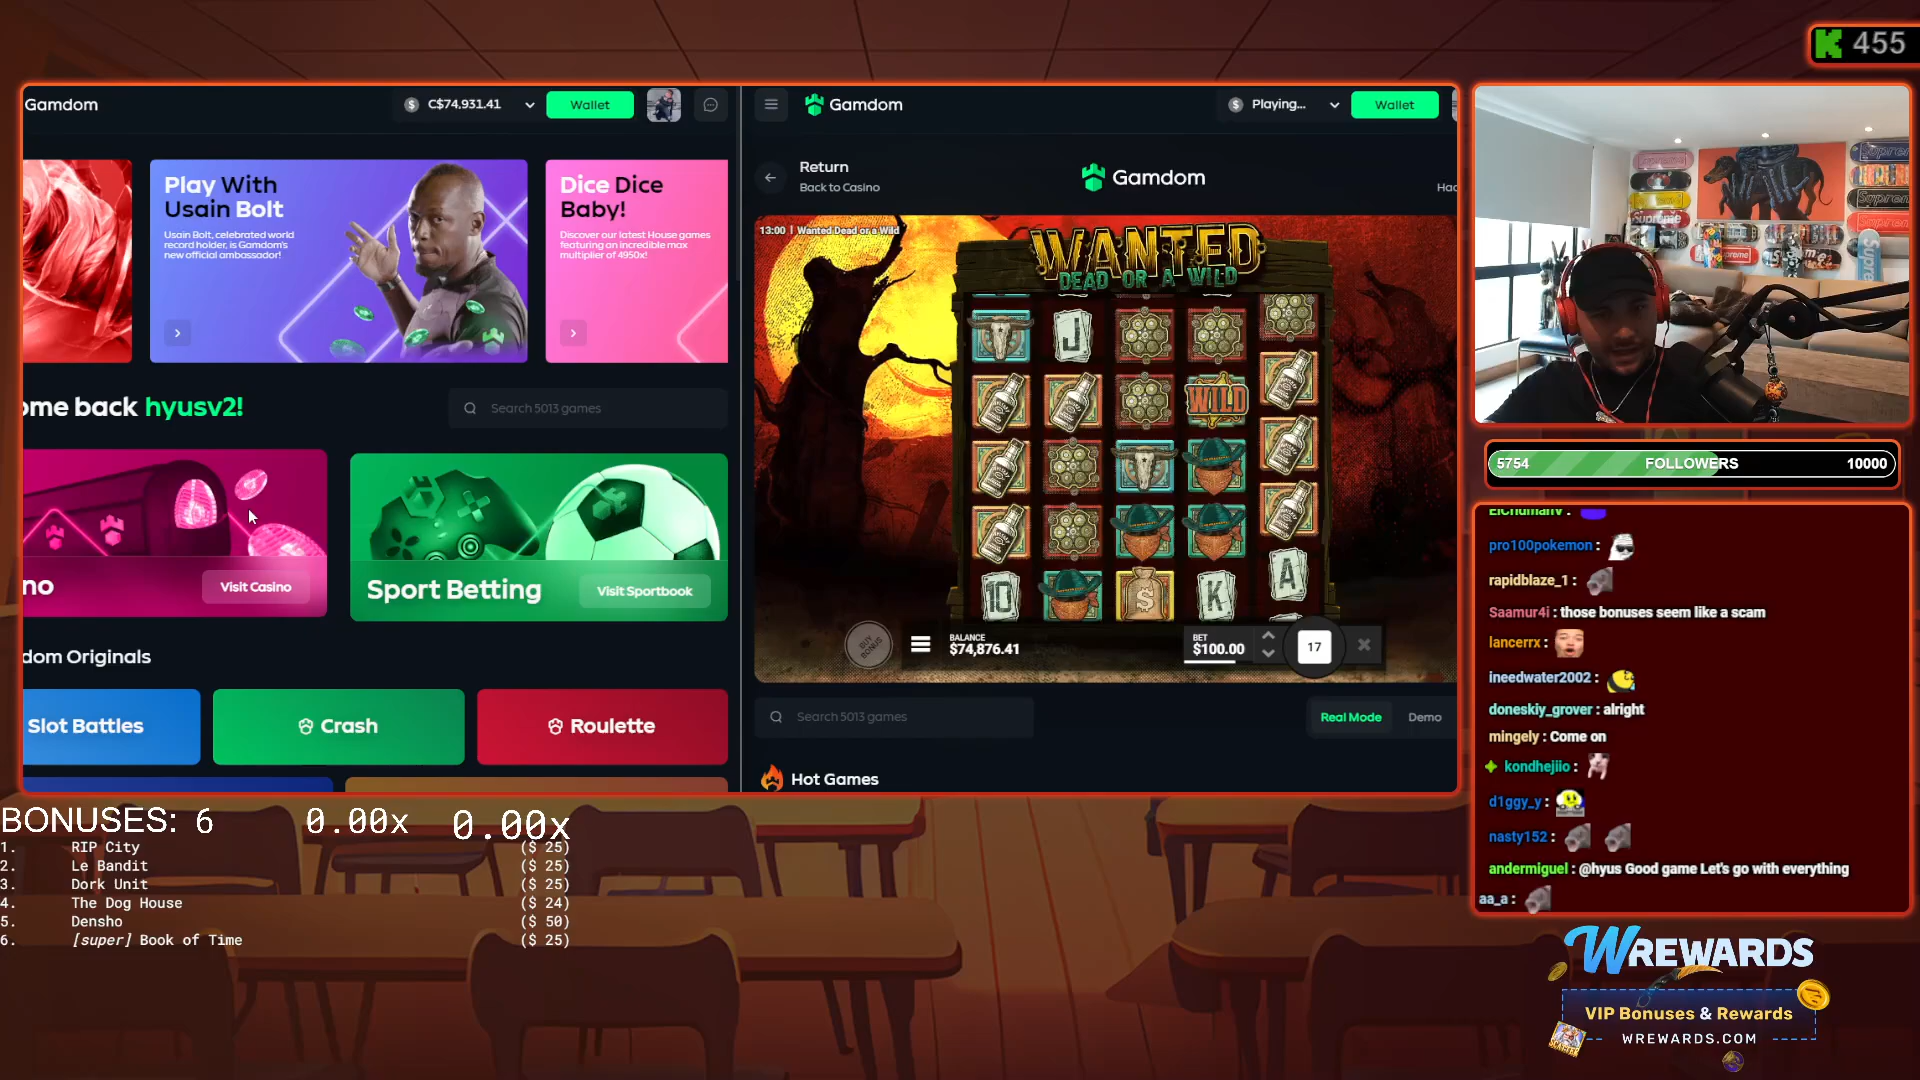 455
Gamdom
C$74,931.41
Wallet
Gamdom
Playing...
Wallet
Return
Back to Casino
Gamdom
Play With
Usain Bolt
Usain Bolt, celebrated world
record holder, is Gamdom's
new official ambassador!
Dice Dice
Baby!
Discover our latest House games
featuring an incredible max
multiplier of 4950x!
13:00 | Wanted Dead or a Wild
WANTED
DEAD OR A WILD
J
WILD
10
K
A
BUY
BONUS
BALANCE
$74,876.41
BET
$100.00
17
ome back hyusv2!
Search 5013 games
no
Visit Casino
Sport Betting
Visit Sportbook
dom Originals
Slot Battles
Crash
Roulette
Search 5013 games
Real Mode
Demo
Hot Games
Supreme
5754
FOLLOWERS
10000
pro100pokemon :
rapidblaze_1 :
Saamur4i : those bonuses seem like a scam
lancerrx :
ineedwater2002 :
doneskiy_grover : alright
mingely : Come on
kondhejiio :
d1ggy_y :
nasty152 :
andermiguel : @hyus Good game Let's go with everything
aa_a :
WREWARDS
VIP Bonuses & Rewards
WREWARDS.COM
BONUSES: 6 0.00x 0.00x
1. RIP City ($ 25)
2. Le Bandit ($ 25)
3. Dork Unit ($ 25)
4. The Dog House ($ 24)
5. Densho ($ 50)
6. [super] Book of Time ($ 25)